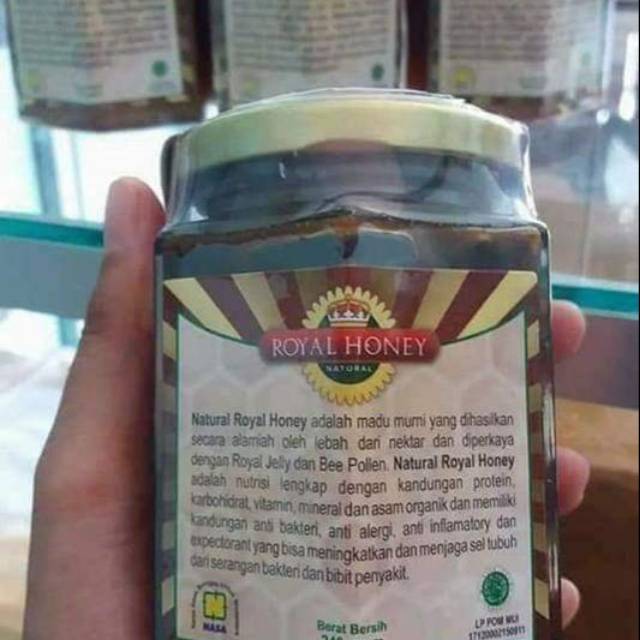 ROYAL HONEY
NATURAL
Natural Royal Honey adalah madu murni yang dihasilkan
secara alamiah oleh lebah dari nektar dan diperkaya
dengan Royal Jelly dan Bee Pollen. Natural Royal Honey
adalah nutrisi lengkap dengan kandungan protein,
karbohidrat, vitamin, mineral dan asam organik dan memiliki
kandungan anti bakteri, anti alergi, anti inflamatory dan
expectorant yang bisa meningkatkan dan menjaga sel tubuh
dari serangan bakteri dan bibit penyakit.
NASA
Berat Bersih
LP POM MUI
17120002150911